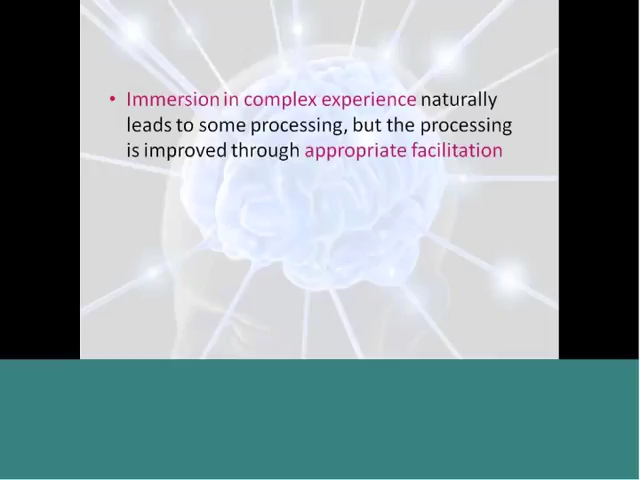 • Immersion in complex experience naturally
leads to some processing, but the processing
is improved through appropriate facilitation